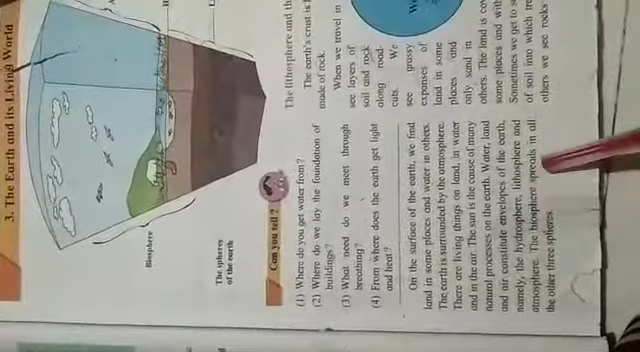 3. The Earth and its Living World
Biosphere
The spheres
of the earth
Can you tell ?
(1) Where do you get water from?
(2) Where do we lay the foundation of
buildings?
(3) What need do we meet through
breathing?
(4) From where does the earth get light
and heat?
On the surface of the earth, we find
land in some places and water in others.
The earth is surrounded by the atmosphere.
There are living things on land, in water
and in the air. The sun is the cause of many
natural processes on the earth. Water, land
and air constitute envelopes of the earth,
namely, the hydrosphere, lithosphere and
atmosphere. The biosphere spreads in all
the other three spheres
The lithosphere and th
The earth's crust is
made of rock.
When we travel in
see layers of
soil and rock
along road-
cuts. We
see grassy
expanses of
land in some
places and
only sand in
others. The land is cov
some places and with
Sometimes we get to s
of soil into which tre
others we see rocks